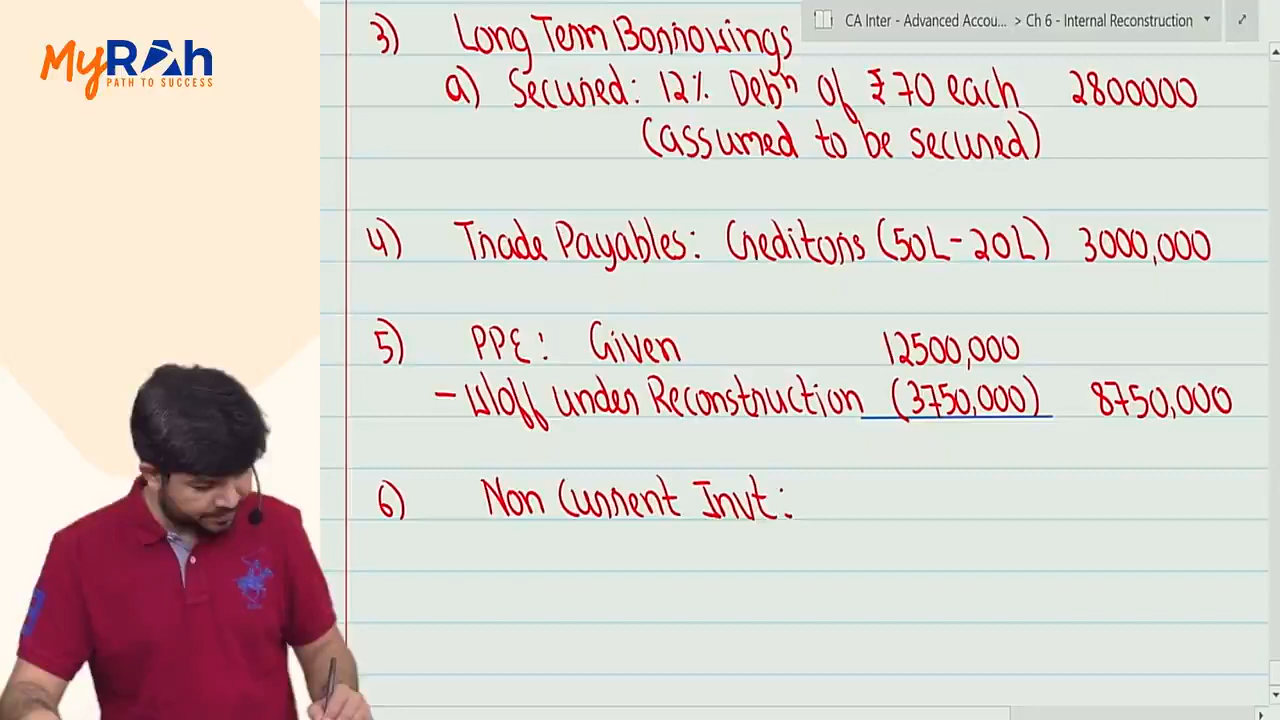 MyRAh
PATH TO SUCCESS
CA Inter - Advanced Accou... > Ch 6 - Internal Reconstruction
3) Long Term Borrowings
a) Secured: 12% Debn of ₹70 each 2800000
(assumed to be secured)
4) Trade Payables: Creditors (50L-20L) 3000,000
5) PPE: Given 12500,000
- W/off under Reconstruction (3750,000) 8750,000
6) Non Current Invt: